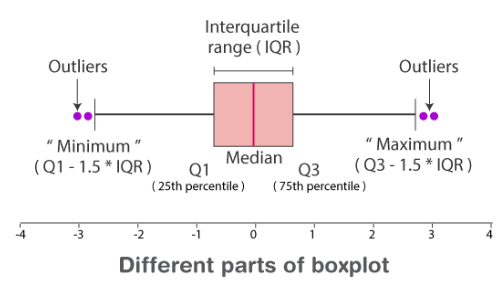 Interquartile
range ( IQR )
Outliers
Outliers
“ Minimum ”
( Q1 - 1.5 * IQR )
Median
“ Maximum ”
( Q3 - 1.5 * IQR )
Q1
( 25th percentile )
Q3
( 75th percentile )
-4 -3 -2 -1 0 1 2 3 4
Different parts of boxplot